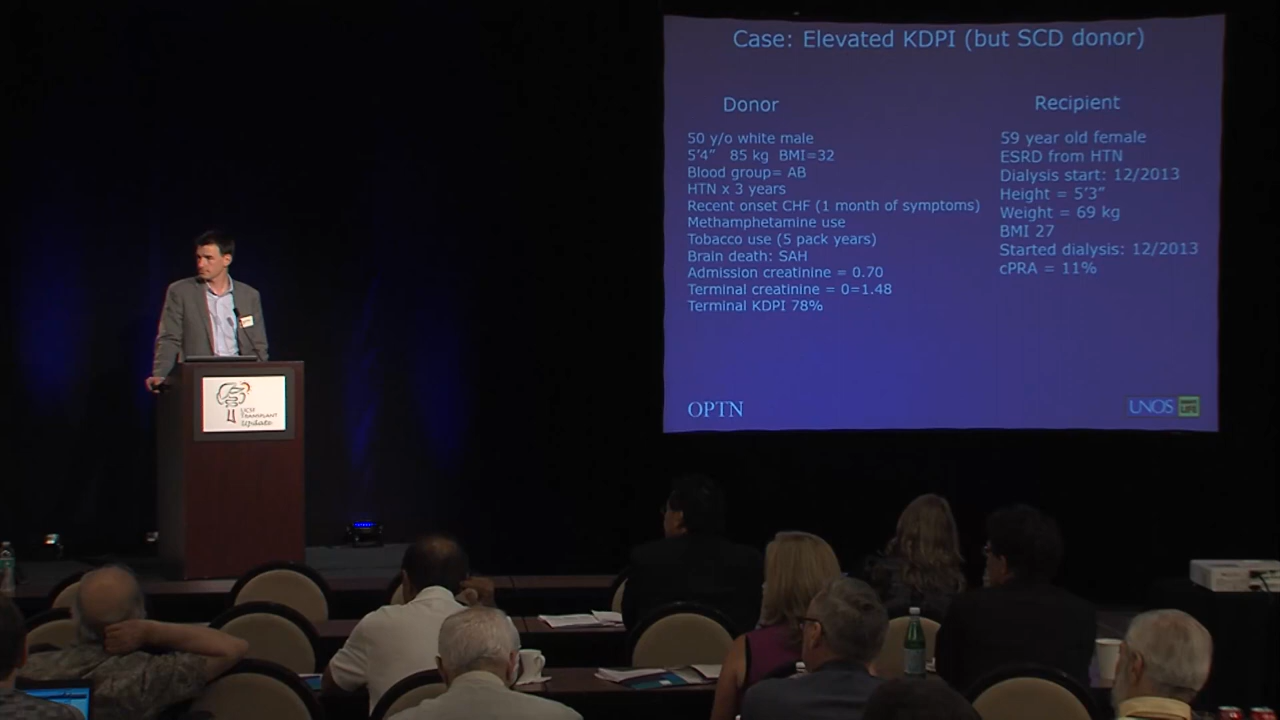 Case: Elevated KDPI (but SCD donor)
Donor
50 y/o white male
5'4” 85 kg BMI=32
Blood group= AB
HTN x 3 years
Recent onset CHF (1 month of symptoms)
Methamphetamine use
Tobacco use (5 pack years)
Brain death: SAH
Admission creatinine = 0.70
Terminal creatinine = 0=1.48
Terminal KDPI 78%
Recipient
59 year old female
ESRD from HTN
Dialysis start: 12/2013
Height = 5'3”
Weight = 69 kg
BMI 27
Started dialysis: 12/2013
cPRA = 11%
OPTN
UNOS
LIFE
UCSF
Transplant
Update